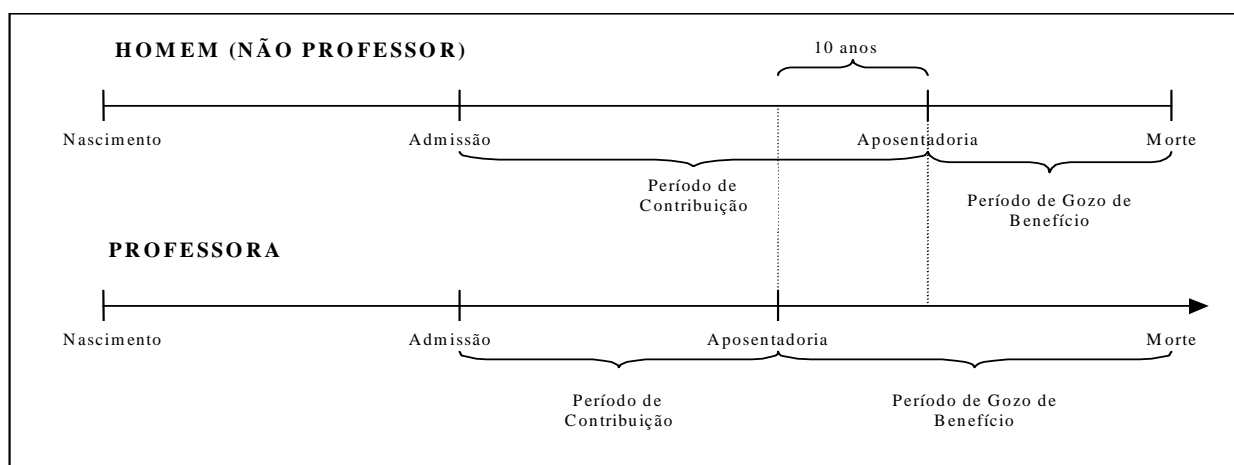 HOMEM (NÃO PROFESSOR)
10 anos
Nascimento
Admissão
Aposentadoria
Morte
Período de
Contribuição
Período de Gozo de
Benefício
PROFESSORA
Nascimento
Admissão
Aposentadoria
Morte
Período de
Contribuição
Período de Gozo de
Benefício